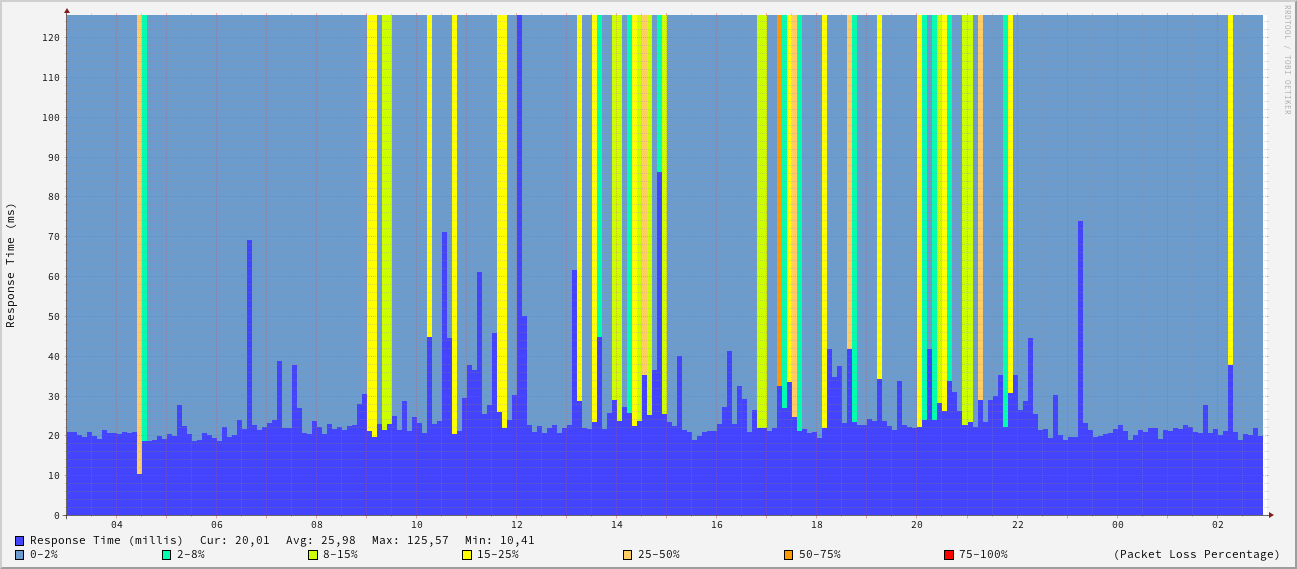 RRDTOOL / TOBI OETIKER
Response Time (ms)
120
110
100
90
80
70
60
50
40
30
20
10
0
04 06 08 10 12 14 16 18 20 22 00 02
Response Time (millis) Cur: 20,01 Avg: 25,98 Max: 125,57 Min: 10,41
0-2% 2-8% 8-15% 15-25% 25-50% 50-75% 75-100% (Packet Loss Percentage)